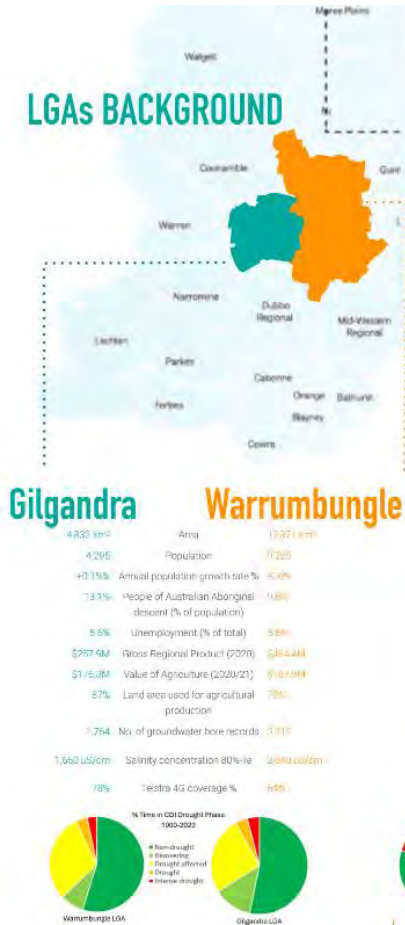 Moree Plains
Walgett
LGAs BACKGROUND
Coonamble
Warren
Narromine
Dubbo
Regional
Mid-Western
Regional
Lachlan
Parkes
Cabonne
Forbes
Orange
Bathurst
Blayney
Cowra
Gilgandra
Warrumbungle
4,832 km²
Area
4,295
Population
+0.1%
Annual population growth rate %
13.1%
People of Australian Aboriginal
descent (% of population)
5.6%
Unemployment (% of total)
$257.9M
Gross Regional Product (2020)
$176.3M
Value of Agriculture (2020/21)
87%
Land area used for agricultural
production
1,764
No. of groundwater bore records
1,650 uS/cm
Salinity concentration 80%-ile
78%
Telstra 4G coverage %
64%
% Time in CDI Drought Phase
1900-2023
Non-drought
Recovering
Drought affected
Drought
Intense drought
Warrumbungle LGA
Gilgandra LGA